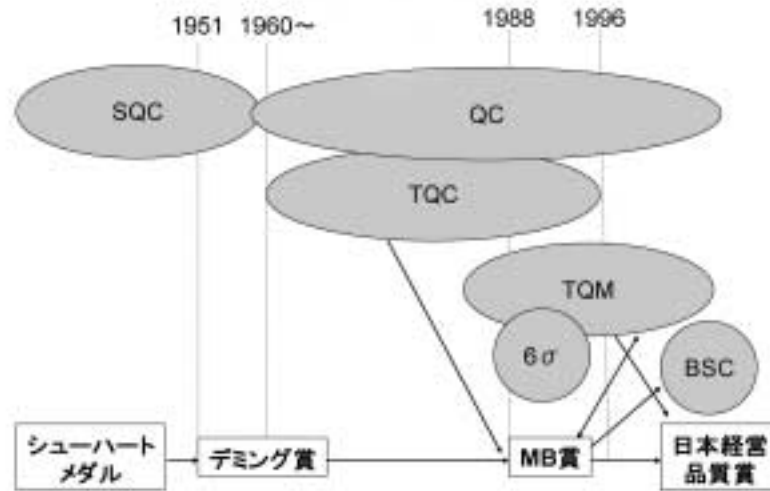 1951
1960〜
1988
1996
SQC
QC
TQC
TQM
6σ
BSC
シューハート
メダル
デミング賞
MB賞
日本経営
品質賞